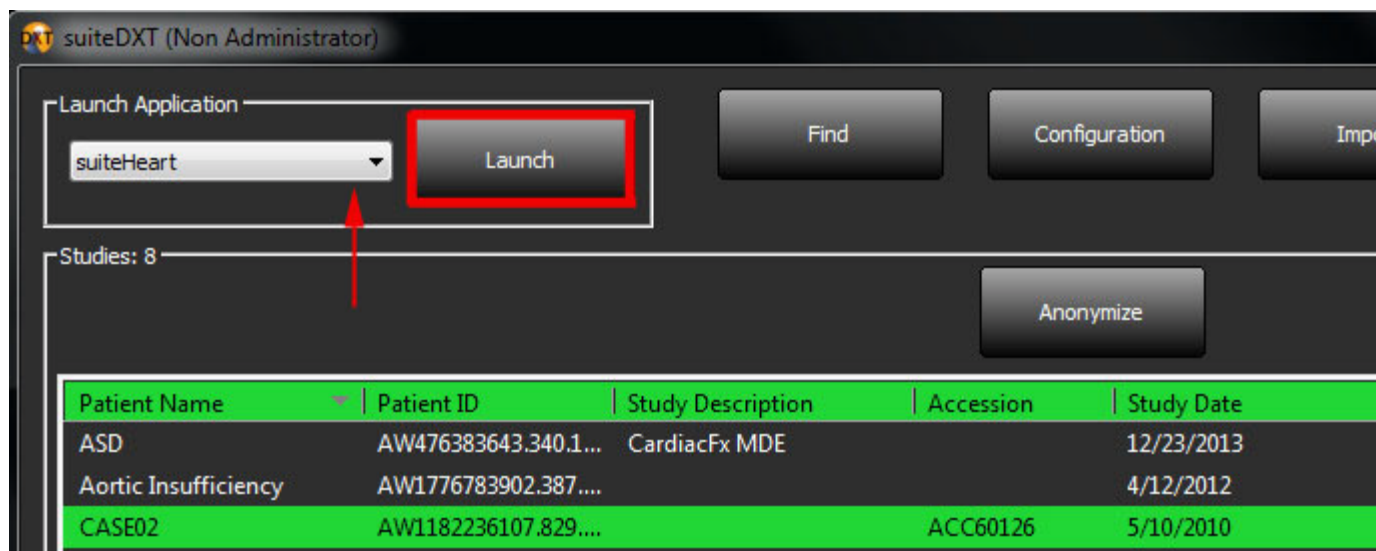 DXT suiteDXT (Non Administrator)
Launch Application
suiteHeart Launch Find Configuration Impo
Studies: 8
Anonymize
Patient Name Patient ID Study Description Accession Study Date
ASD AW476383643.340.1... CardiacFx MDE 12/23/2013
Aortic Insufficiency AW1776783902.387.... 4/12/2012
CASE02 AW1182236107.829.... ACC60126 5/10/2010